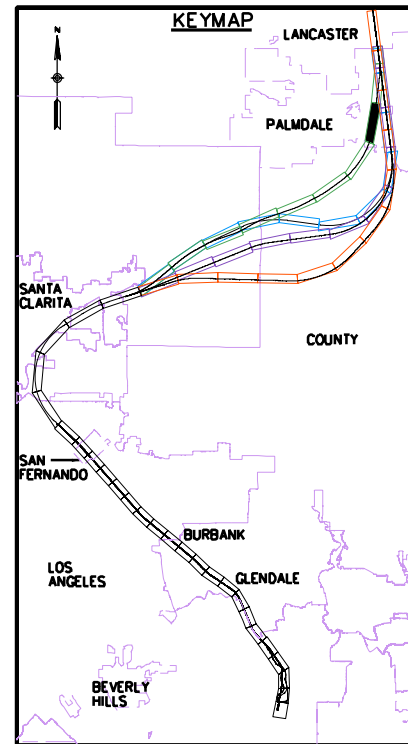 KEYMAP
N
LANCASTER
PALMDALE
SANTA
CLARITA
COUNTY
SAN
FERNANDO
BURBANK
LOS
ANGELES
GLENDALE
BEVERLY
HILLS